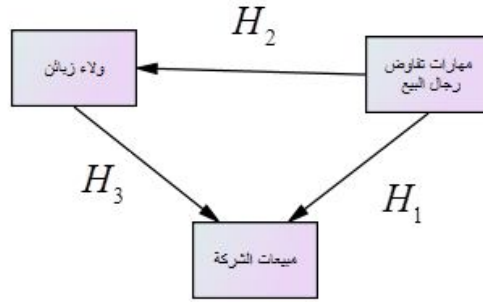 H₂
مهارات تفاوض
رجال البيع
ولاء زبائن
H₃
H₁
مبيعات الشركة